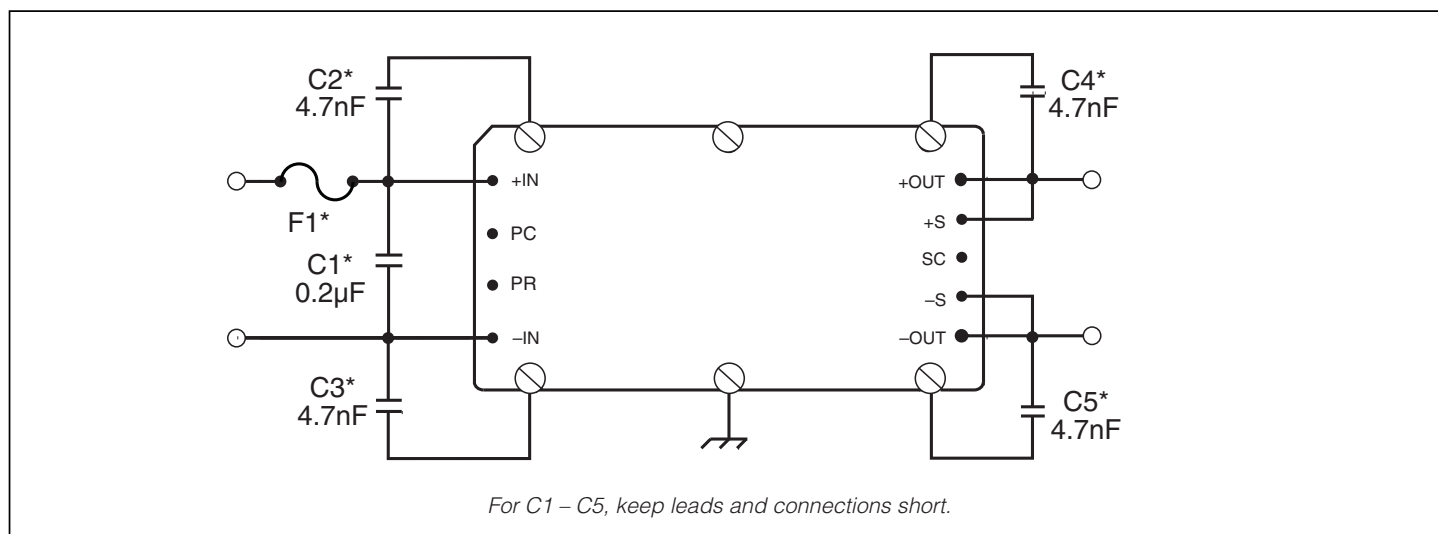 C2*
4.7nF
C4*
4.7nF
+IN
+OUT
F1*
+S
PC
SC
C1*
0.2µF
PR
–S
–IN
–OUT
C3*
4.7nF
C5*
4.7nF
For C1 – C5, keep leads and connections short.